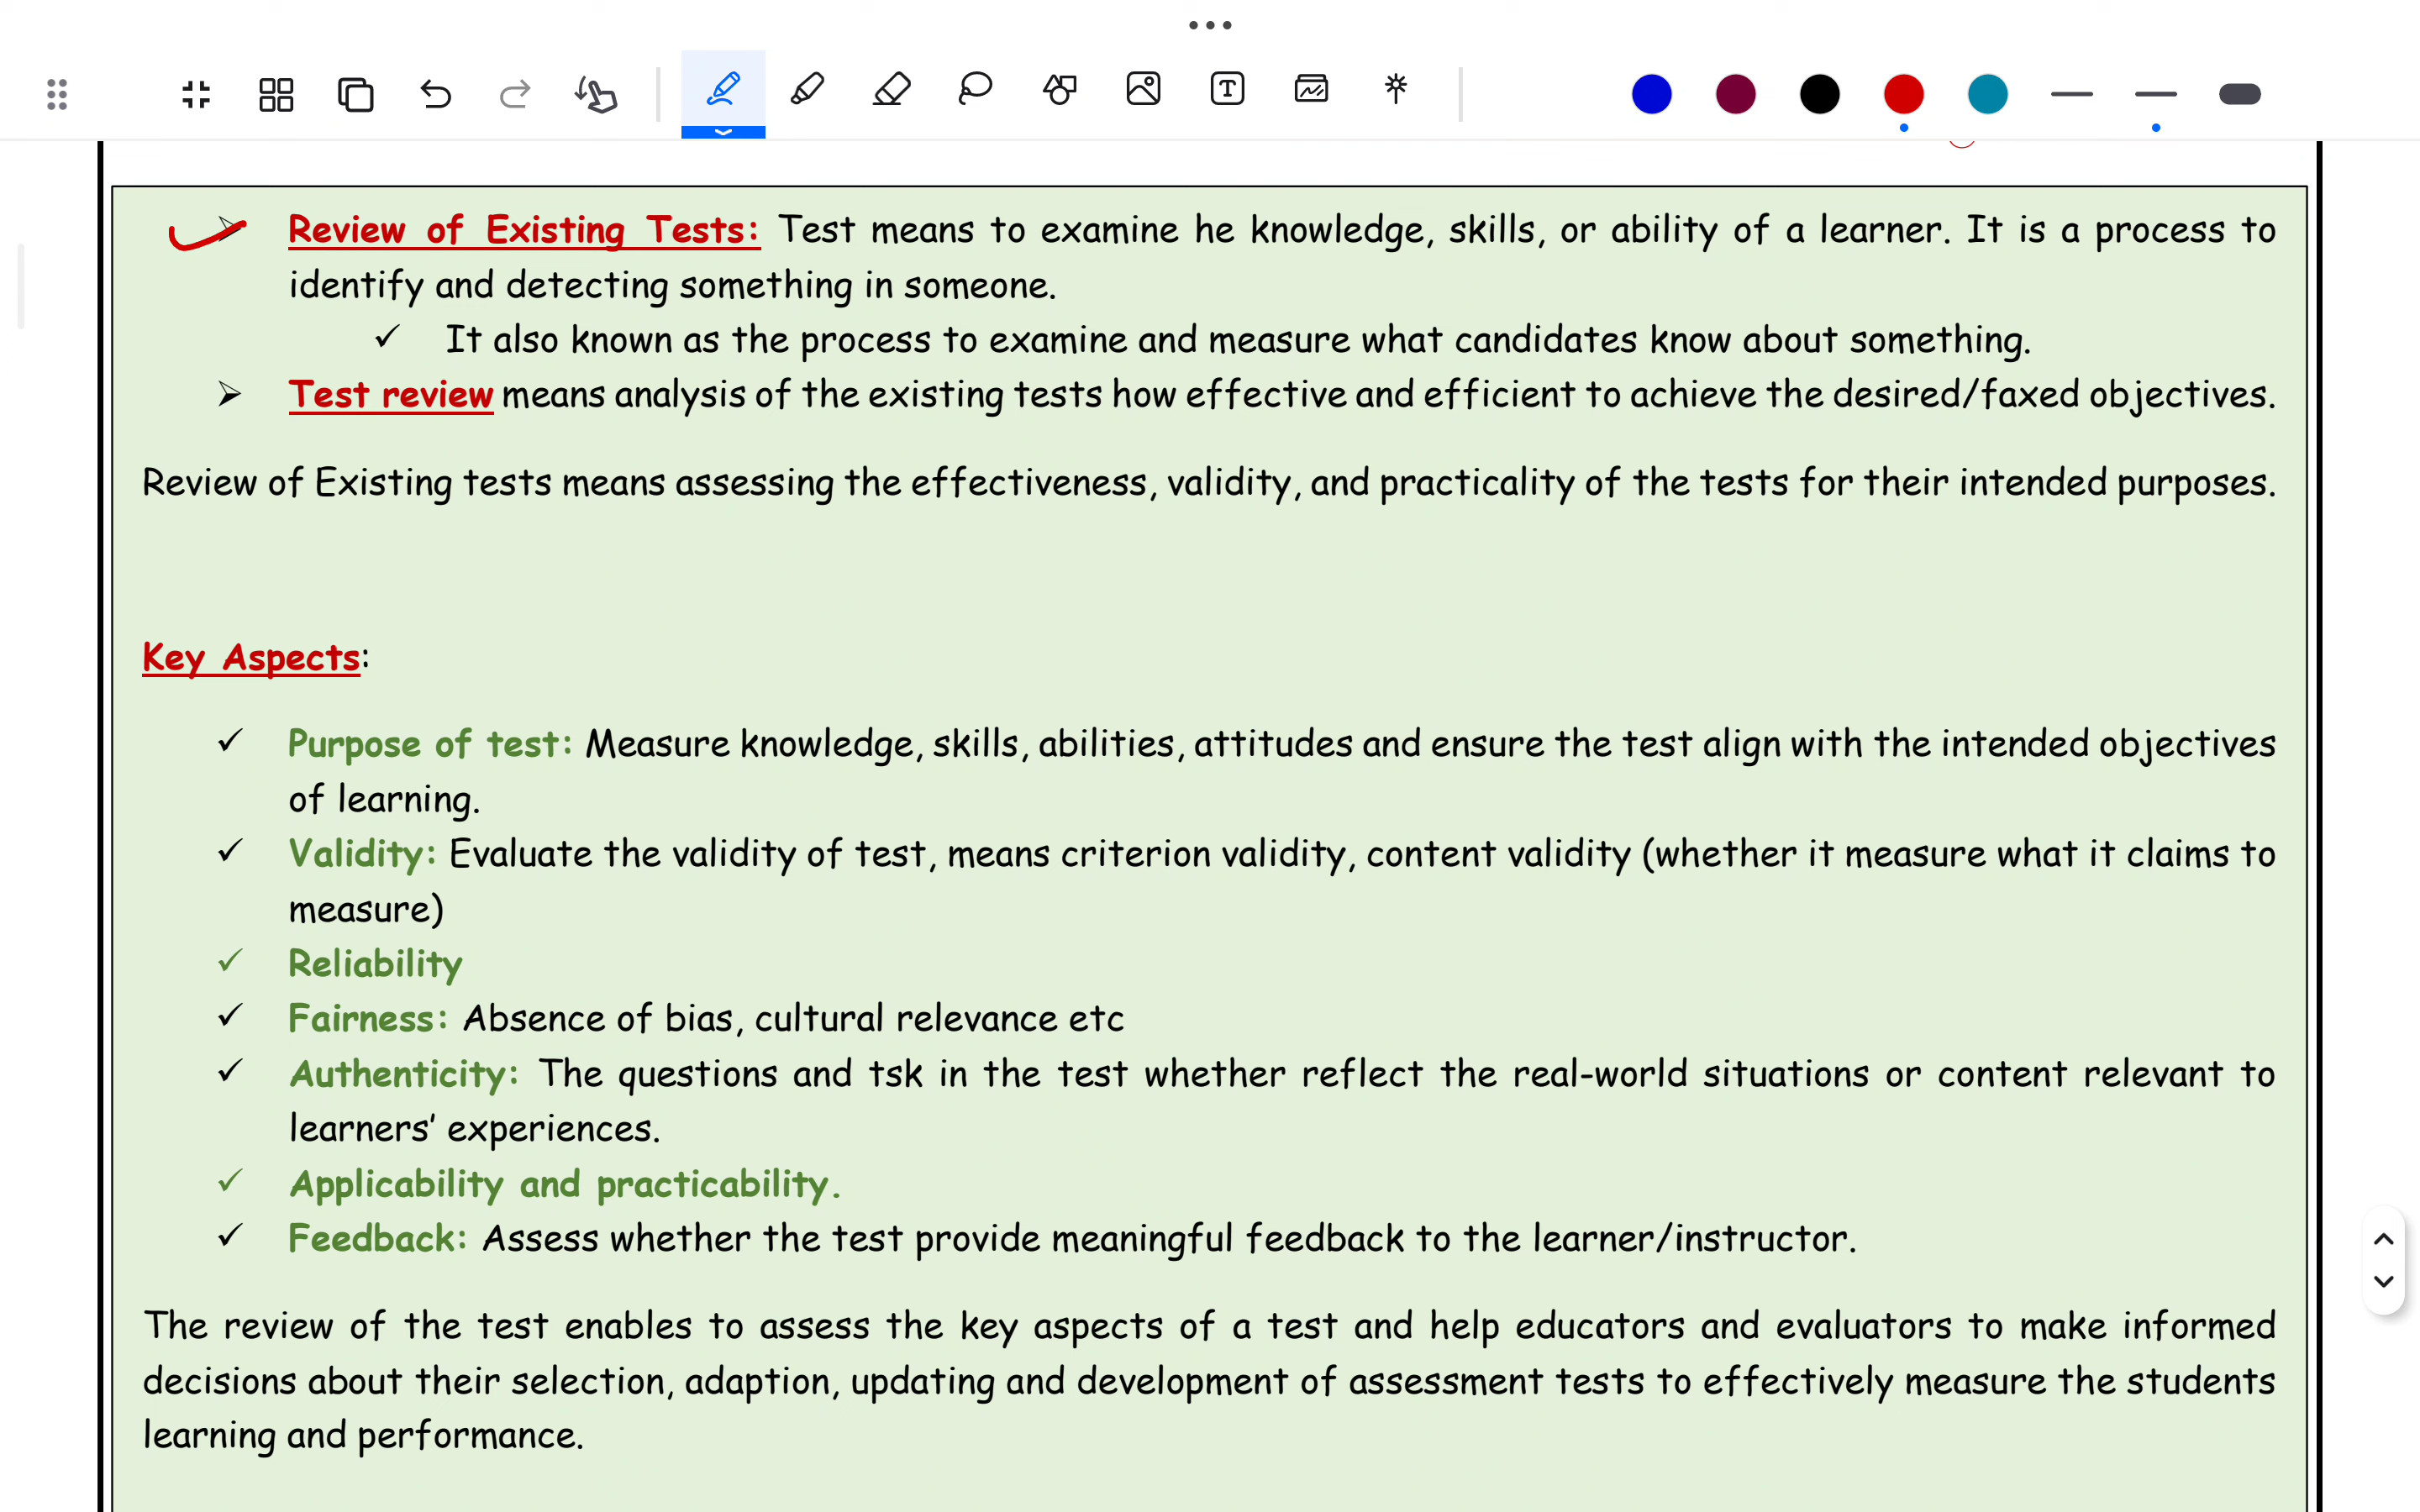 Review of Existing Tests: Test means to examine he knowledge, skills, or ability of a learner. It is a process to
identify and detecting something in someone.
It also known as the process to examine and measure what candidates know about something.
Test review means analysis of the existing tests how effective and efficient to achieve the desired/faxed objectives.
Review of Existing tests means assessing the effectiveness, validity, and practicality of the tests for their intended purposes.
Key Aspects:
Purpose of test: Measure knowledge, skills, abilities, attitudes and ensure the test align with the intended objectives
of learning.
Validity: Evaluate the validity of test, means criterion validity, content validity (whether it measure what it claims to
measure)
Reliability
Fairness: Absence of bias, cultural relevance etc
Authenticity: The questions and tsk in the test whether reflect the real-world situations or content relevant to
learners' experiences.
Applicability and practicability.
Feedback: Assess whether the test provide meaningful feedback to the learner/instructor.
The review of the test enables to assess the key aspects of a test and help educators and evaluators to make informed
decisions about their selection, adaption, updating and development of assessment tests to effectively measure the students
learning and performance.